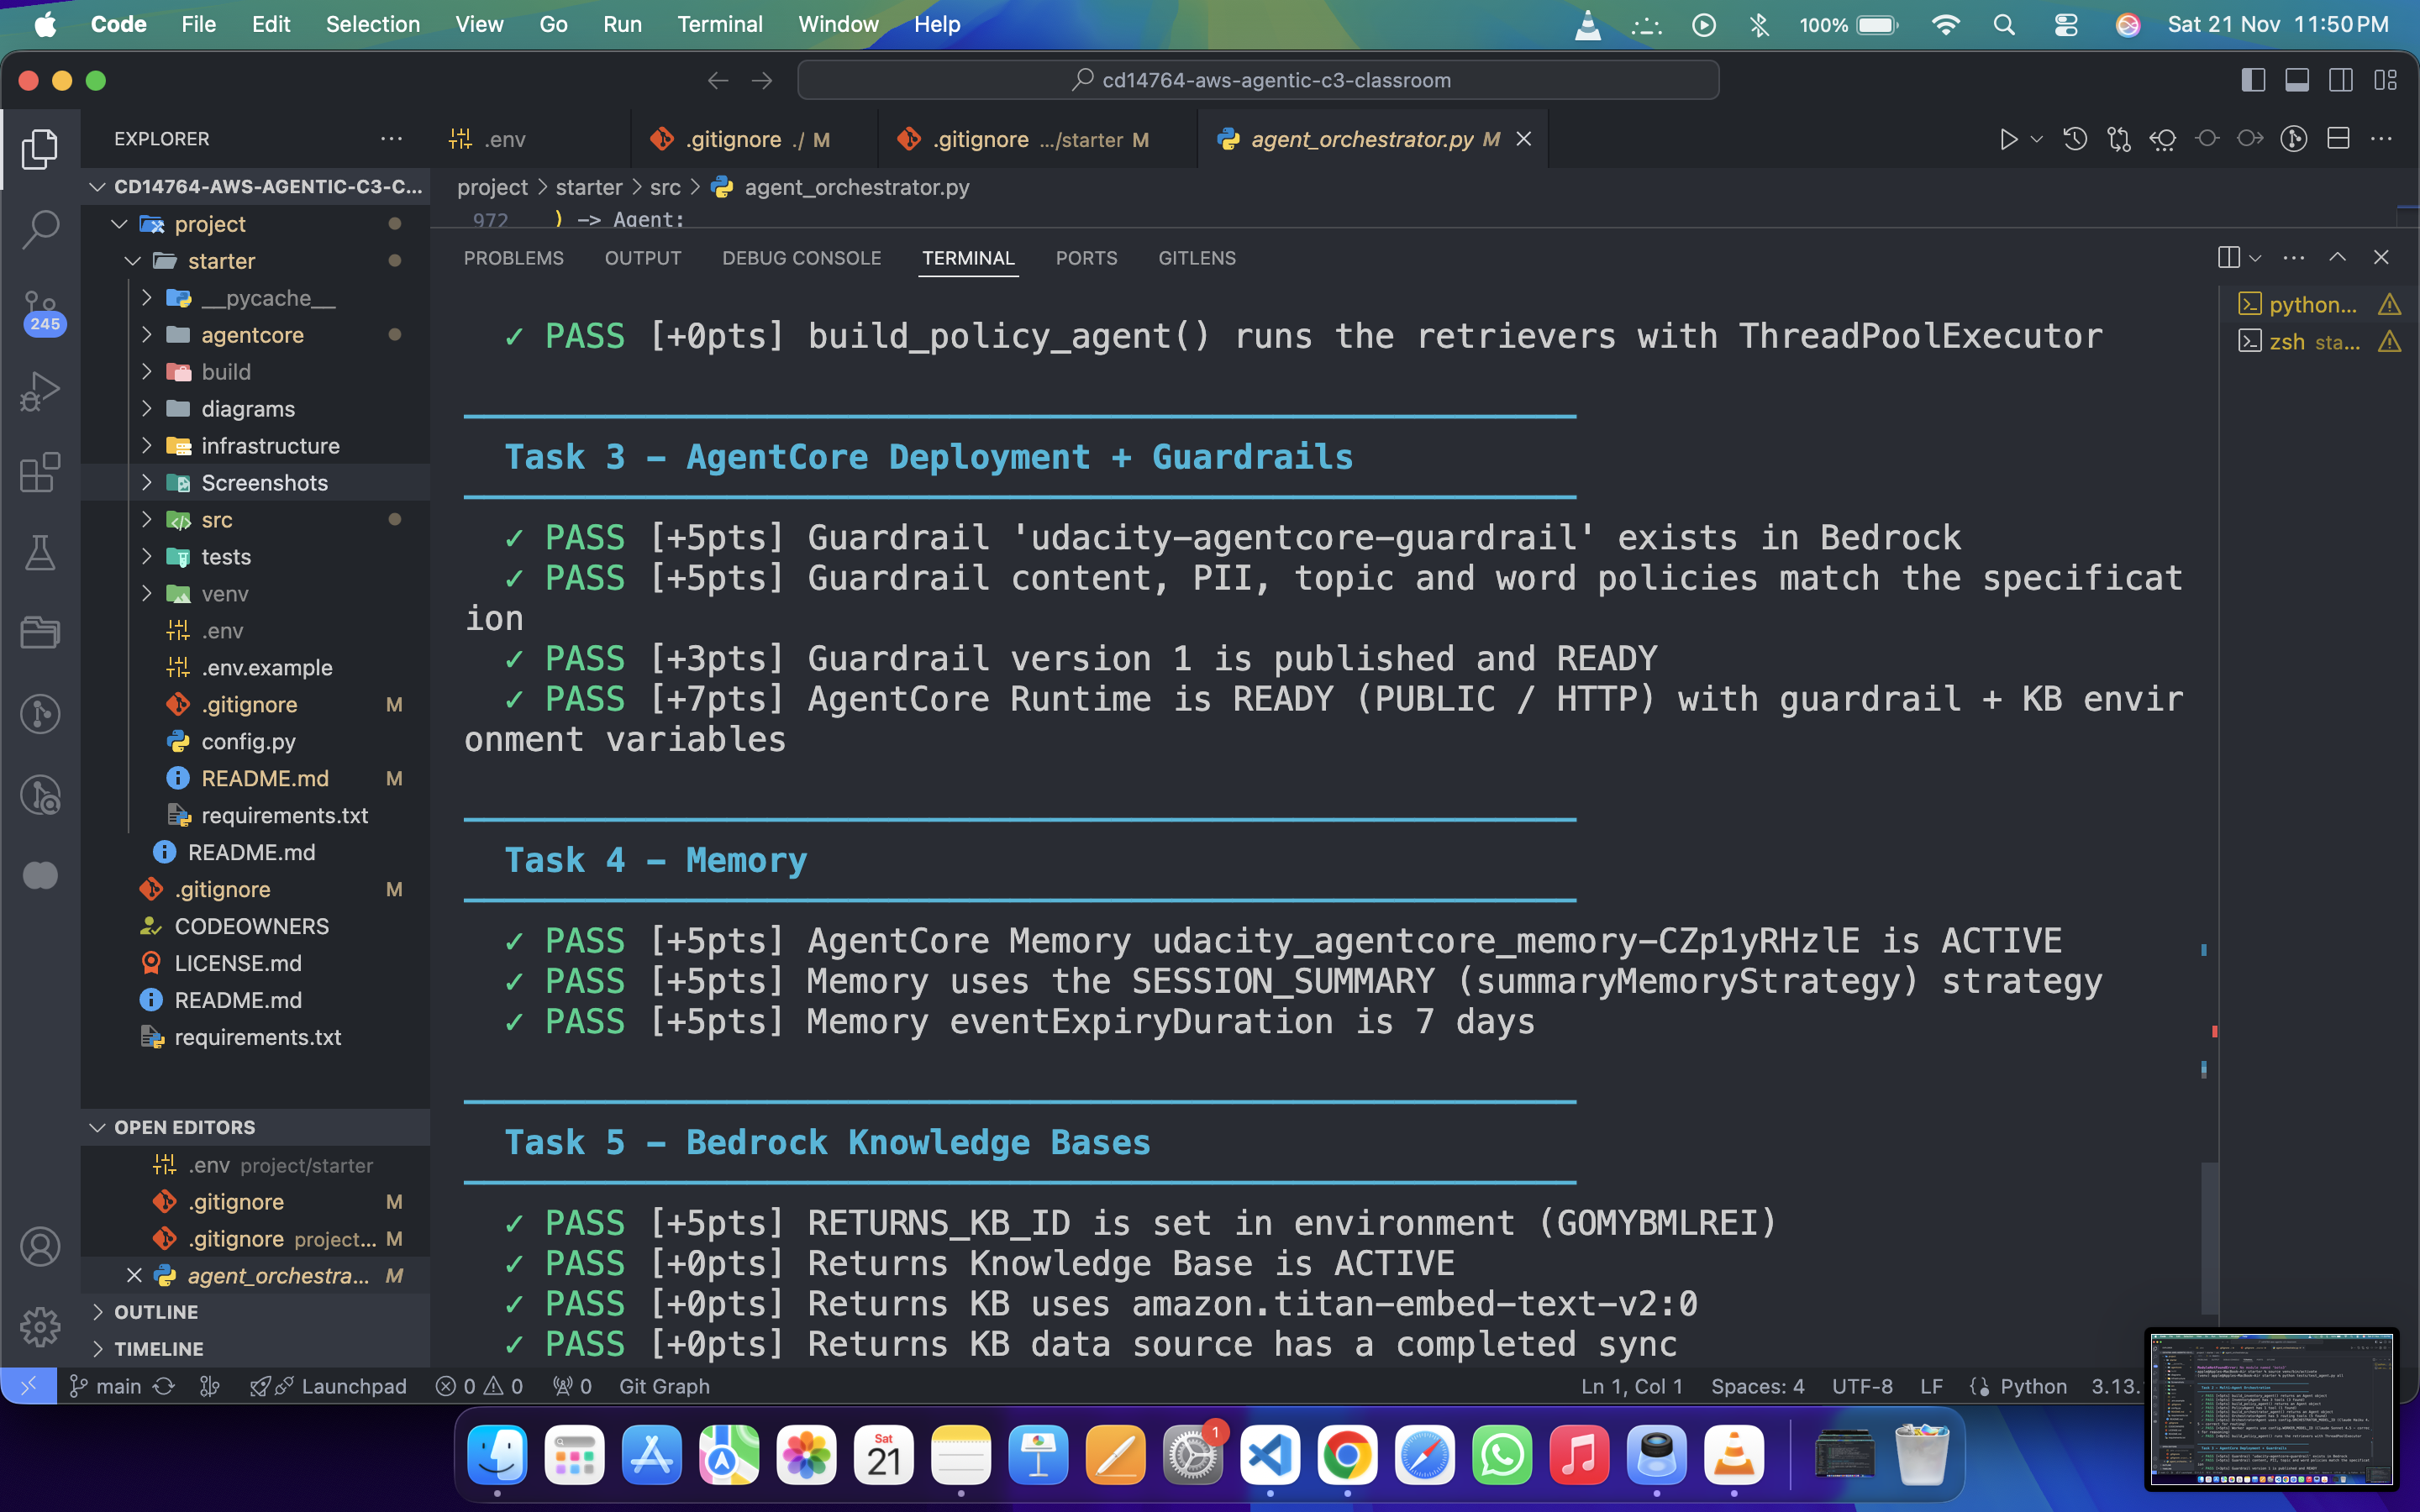 Code File Edit Selection View Go Run Terminal Window Help 100% Sat 21 Nov 11:50 PM
cd14764-aws-agentic-c3-classroom
EXPLORER
.env
.gitignore ./ M
.gitignore .../starter M
agent_orchestrator.py M
CD14764-AWS-AGENTIC-C3-C...
project > starter > src > agent_orchestrator.py
972 ) -> Agent:
project
starter
__pycache__
agentcore
build
diagrams
infrastructure
Screenshots
src
tests
venv
.env
.env.example
.gitignore M
config.py
README.md M
requirements.txt
README.md
.gitignore M
CODEOWNERS
LICENSE.md
README.md
requirements.txt
245
OPEN EDITORS
.env project/starter
.gitignore M
.gitignore project... M
agent_orchestra... M
OUTLINE
TIMELINE
PROBLEMS OUTPUT DEBUG CONSOLE TERMINAL PORTS GITLENS
python...
zsh sta...
✓ PASS [+0pts] build_policy_agent() runs the retrievers with ThreadPoolExecutor
Task 3 – AgentCore Deployment + Guardrails
✓ PASS [+5pts] Guardrail 'udacity-agentcore-guardrail' exists in Bedrock
✓ PASS [+5pts] Guardrail content, PII, topic and word policies match the specificat
ion
✓ PASS [+3pts] Guardrail version 1 is published and READY
✓ PASS [+7pts] AgentCore Runtime is READY (PUBLIC / HTTP) with guardrail + KB envir
onment variables
Task 4 – Memory
✓ PASS [+5pts] AgentCore Memory udacity_agentcore_memory-CZp1yRHzlE is ACTIVE
✓ PASS [+5pts] Memory uses the SESSION_SUMMARY (summaryMemoryStrategy) strategy
✓ PASS [+5pts] Memory eventExpiryDuration is 7 days
Task 5 – Bedrock Knowledge Bases
✓ PASS [+5pts] RETURNS_KB_ID is set in environment (GOMYBMLREI)
✓ PASS [+0pts] Returns Knowledge Base is ACTIVE
✓ PASS [+0pts] Returns KB uses amazon.titan-embed-text-v2:0
✓ PASS [+0pts] Returns KB data source has a completed sync
main Launchpad 0 0 0 Git Graph Ln 1, Col 1 Spaces: 4 UTF-8 LF Python 3.13.
Sat
21
1